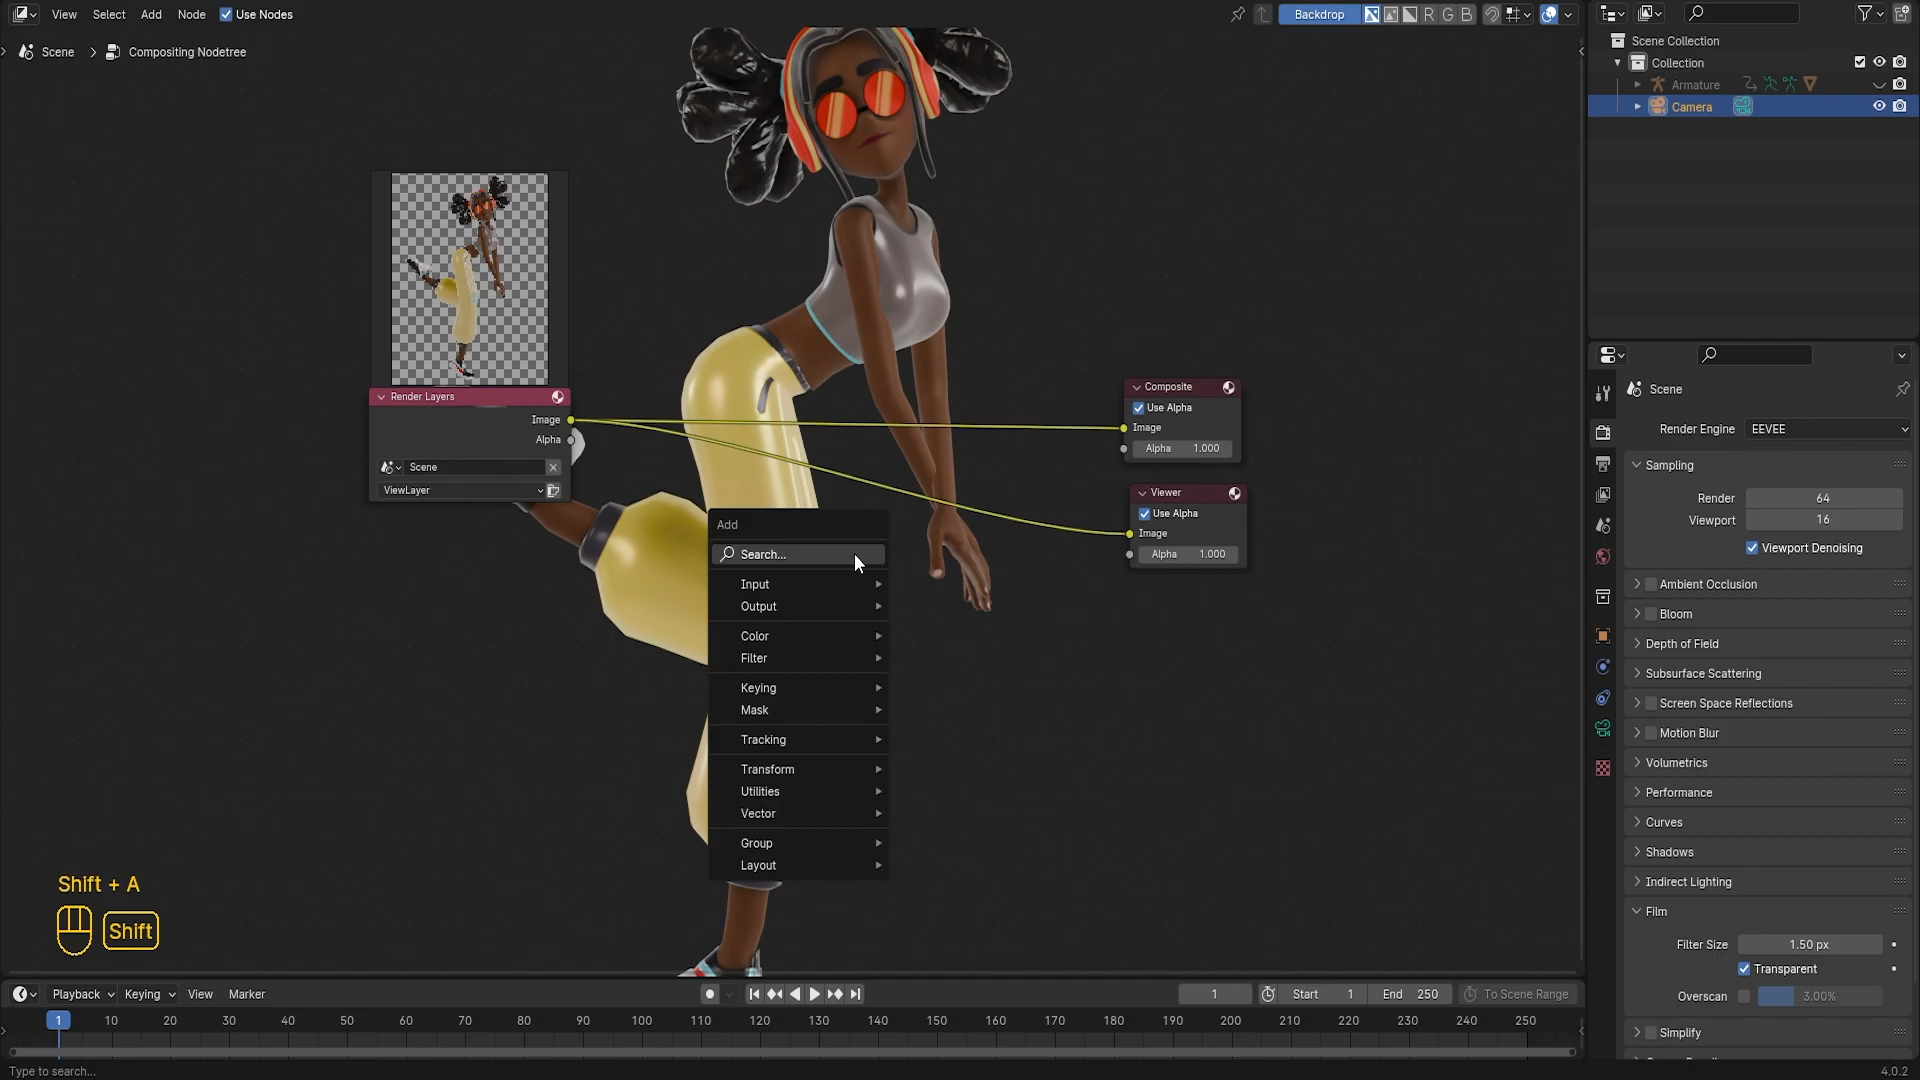 View Select Add Node Use Nodes
Backdrop R G B
Scene Compositing Nodetree
Scene Collection
Collection
Armature
Camera
Render Layers
Image
Alpha
Scene
ViewLayer
Composite
Use Alpha
Image
Alpha 1.000
Viewer
Use Alpha
Image
Alpha 1.000
Add
Search...
Input
Output
Color
Filter
Keying
Mask
Tracking
Transform
Utilities
Vector
Group
Layout
Shift + A
Shift
Scene
Render Engine EEVEE
Sampling
Render 64
Viewport 16
Viewport Denoising
Ambient Occlusion
Bloom
Depth of Field
Subsurface Scattering
Screen Space Reflections
Motion Blur
Volumetrics
Performance
Curves
Shadows
Indirect Lighting
Film
Filter Size 1.50 px
Transparent
Overscan 3.00%
Simplify
Playback Keying View Marker
1 Start 1 End 250 To Scene Range
1 10 20 30 40 50 60 70 80 90 100 110 120 130 140 150 160 170 180 190 200 210 220 230 240 250
Type to search...
4.0.2